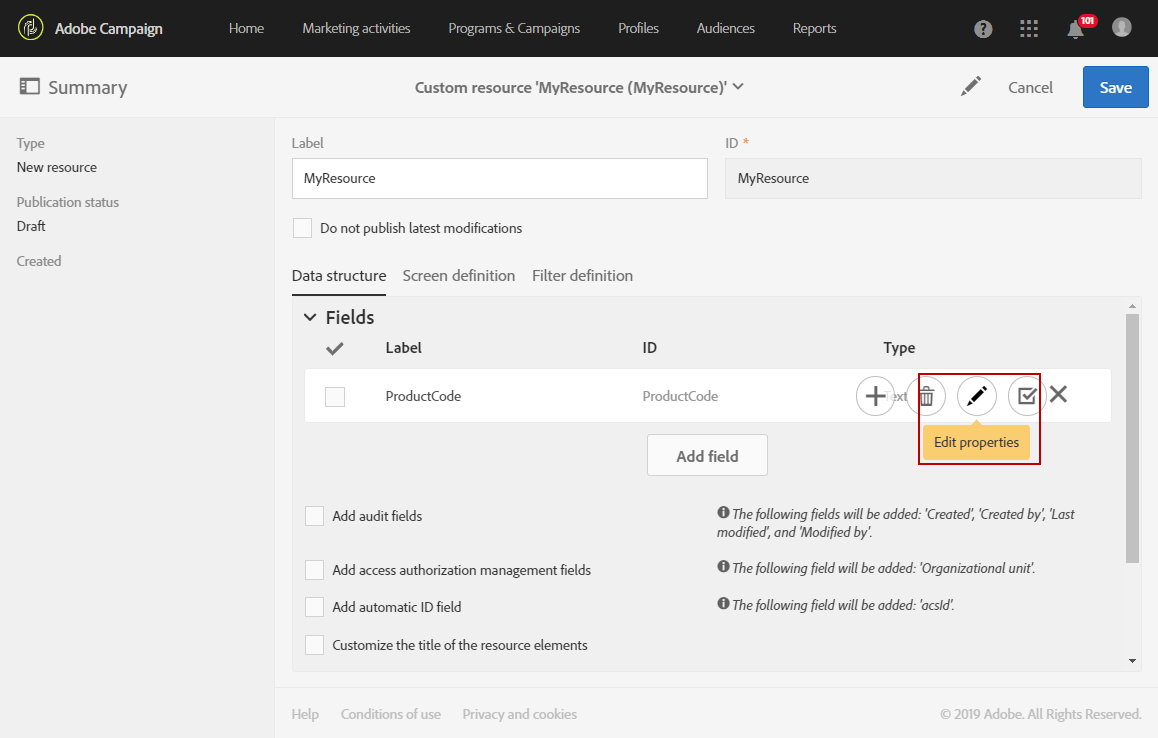 Adobe Campaign Home Marketing activities Programs & Campaigns Profiles Audiences Reports 101
Summary Custom resource 'MyResource (MyResource)' Cancel Save
Type
New resource
Publication status
Draft
Created
Label ID *
MyResource MyResource
Do not publish latest modifications
Data structure Screen definition Filter definition
Fields
Label ID Type
ProductCode ProductCode
Edit properties
Add field
Add audit fields The following fields will be added: 'Created', 'Created by', 'Last
modified', and 'Modified by'.
Add access authorization management fields The following field will be added: 'Organizational unit'.
Add automatic ID field The following field will be added: 'acsId'.
Customize the title of the resource elements
Help Conditions of use Privacy and cookies © 2019 Adobe. All Rights Reserved.